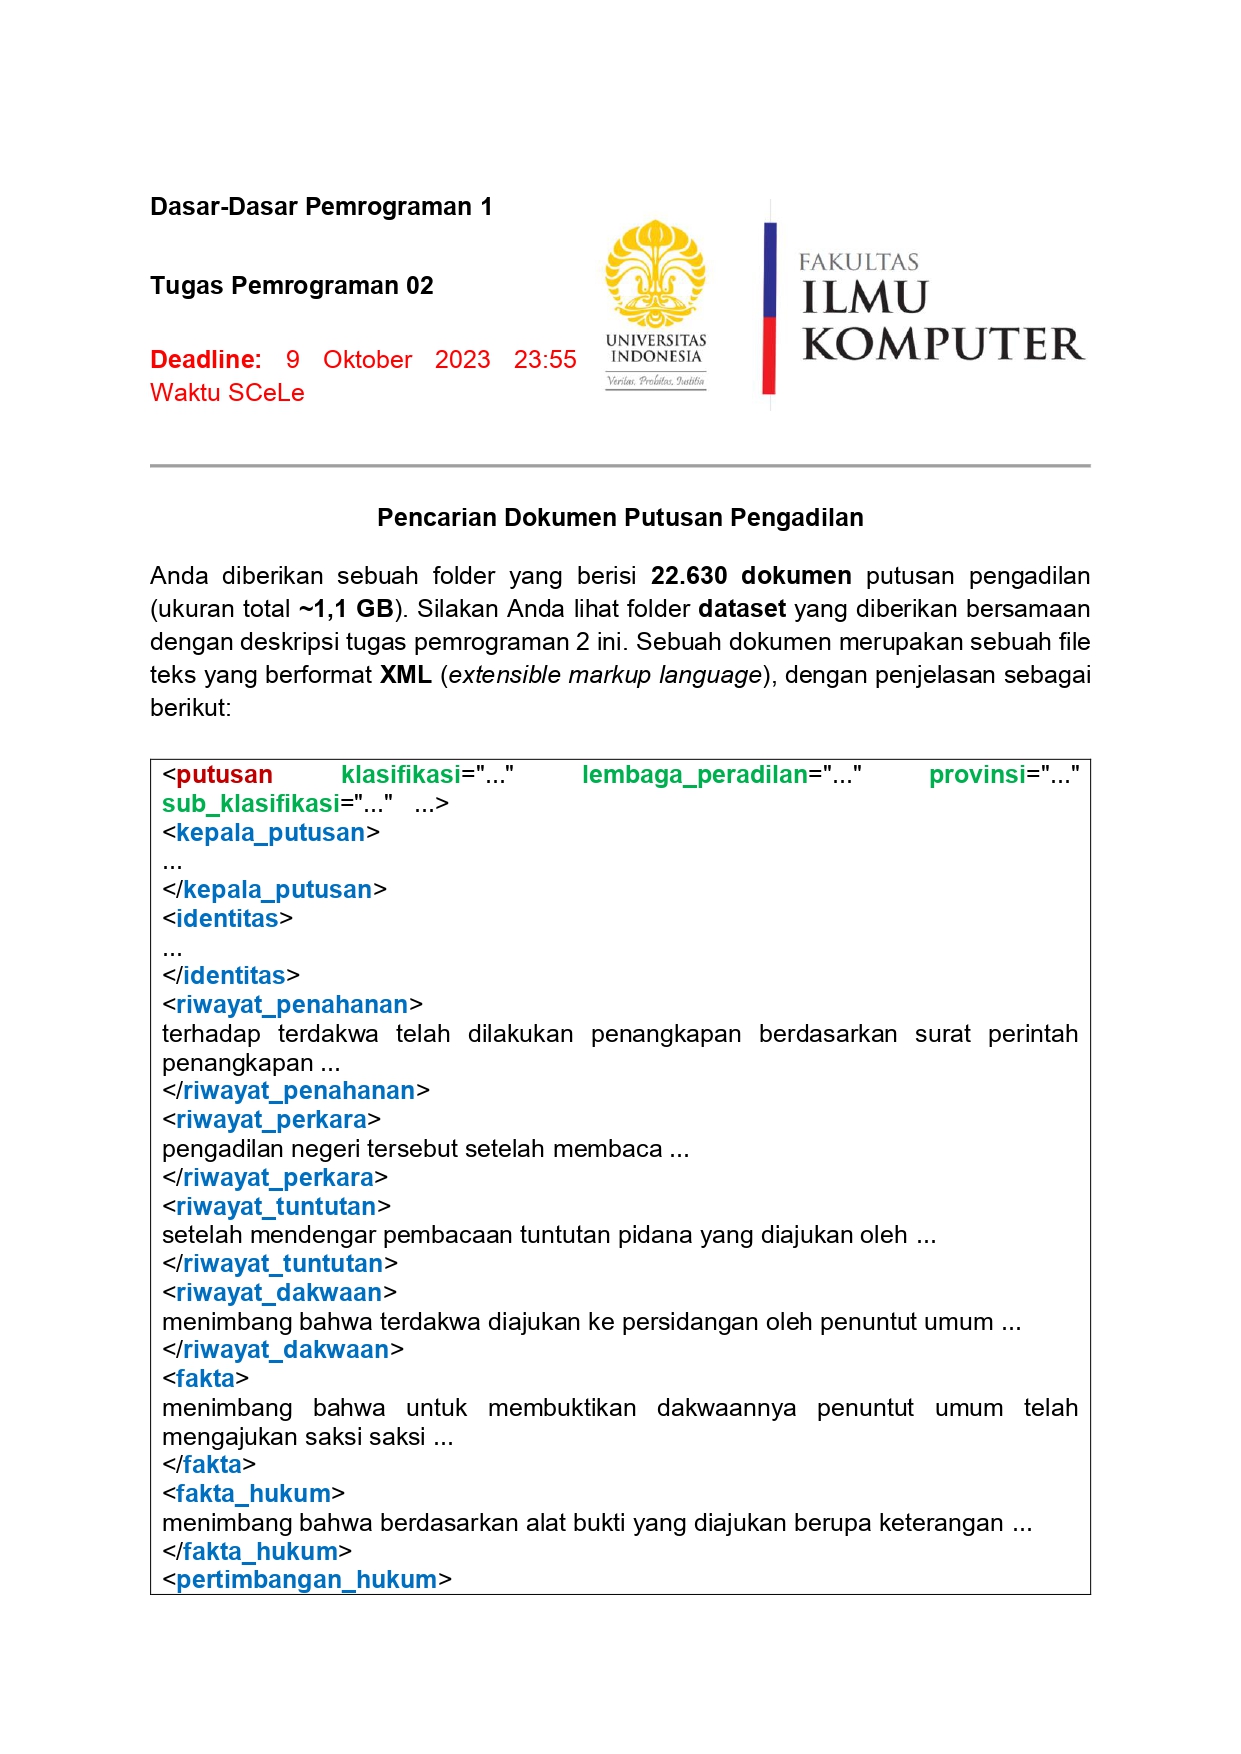 Dasar-Dasar Pemrograman 1
Tugas Pemrograman 02
Deadline: 9 Oktober 2023 23:55
Waktu SCeLe
UNIVERSITAS
INDONESIA
Veritas, Probitas, Justitia
FAKULTAS
ILMU
KOMPUTER
Pencarian Dokumen Putusan Pengadilan
Anda diberikan sebuah folder yang berisi 22.630 dokumen putusan pengadilan
(ukuran total ~1,1 GB). Silakan Anda lihat folder dataset yang diberikan bersamaan
dengan deskripsi tugas pemrograman 2 ini. Sebuah dokumen merupakan sebuah file
teks yang berformat XML (extensible markup language), dengan penjelasan sebagai
berikut:
<putusan klasifikasi="..." lembaga_peradilan="..." provinsi="..."
sub_klasifikasi="..." ...>
<kepala_putusan>
...
</kepala_putusan>
<identitas>
...
</identitas>
<riwayat_penahanan>
terhadap terdakwa telah dilakukan penangkapan berdasarkan surat perintah
penangkapan ...
</riwayat_penahanan>
<riwayat_perkara>
pengadilan negeri tersebut setelah membaca ...
</riwayat_perkara>
<riwayat_tuntutan>
setelah mendengar pembacaan tuntutan pidana yang diajukan oleh ...
</riwayat_tuntutan>
<riwayat_dakwaan>
menimbang bahwa terdakwa diajukan ke persidangan oleh penuntut umum ...
</riwayat_dakwaan>
<fakta>
menimbang bahwa untuk membuktikan dakwaannya penuntut umum telah
mengajukan saksi saksi ...
</fakta>
<fakta_hukum>
menimbang bahwa berdasarkan alat bukti yang diajukan berupa keterangan ...
</fakta_hukum>
<pertimbangan_hukum>